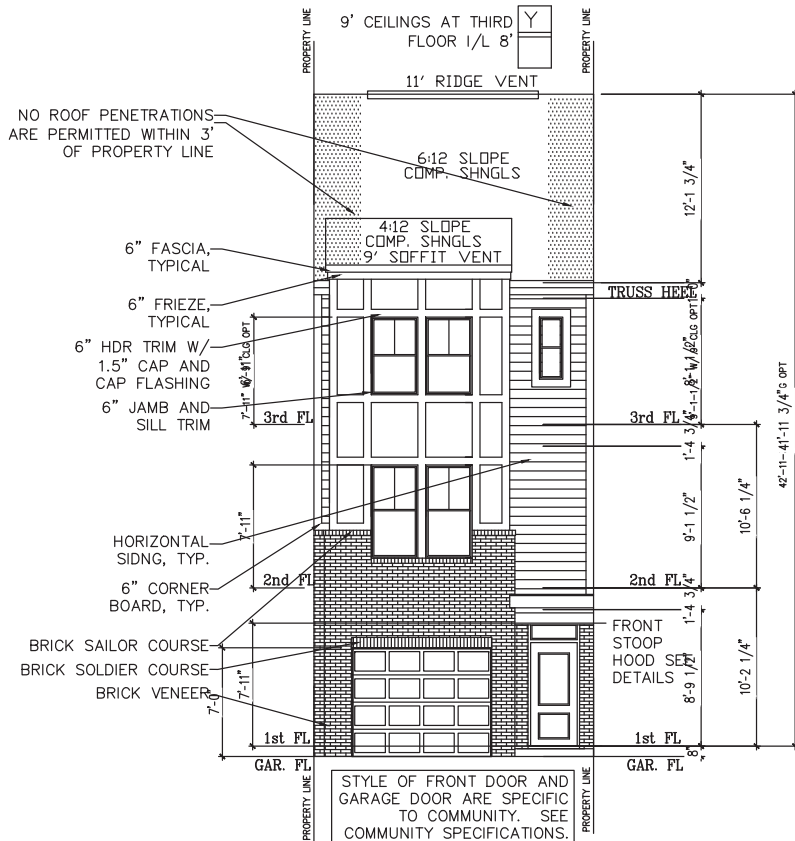 PROPERTY LINE
9' CEILINGS AT THIRD
FLOOR I/L 8'
Y
PROPERTY LINE
11' RIDGE VENT
NO ROOF PENETRATIONS
ARE PERMITTED WITHIN 3'
OF PROPERTY LINE
6:12 SLOPE
COMP. SHNGLS
12'-1 3/4"
4:12 SLOPE
COMP. SHNGLS
9' SOFFIT VENT
6" FASCIA,
TYPICAL
TRUSS HEEL
6" FRIEZE,
TYPICAL
6" HDR TRIM W/
1.5" CAP AND
CAP FLASHING
6" JAMB AND
SILL TRIM
3rd FL
3rd FL
1'-4 3/4"
42'-11-41'-11 3/4"G OPT
7'-11"
9'-1 1/2"
10'-6 1/4"
HORIZONTAL
SIDNG, TYP.
2nd FL
2nd FL
6" CORNER
BOARD, TYP.
1'-4 3/4"
FRONT
STOOP
HOOD SEE
DETAILS
BRICK SAILOR COURSE
BRICK SOLDIER COURSE
BRICK VENEER
7'-0"
7'-11"
8'-9 1/2"
10'-2 1/4"
1st FL
1st FL
8"
GAR. FL
GAR. FL
PROPERTY LINE
STYLE OF FRONT DOOR AND
GARAGE DOOR ARE SPECIFIC
TO COMMUNITY. SEE
COMMUNITY SPECIFICATIONS.
PROPERTY LINE